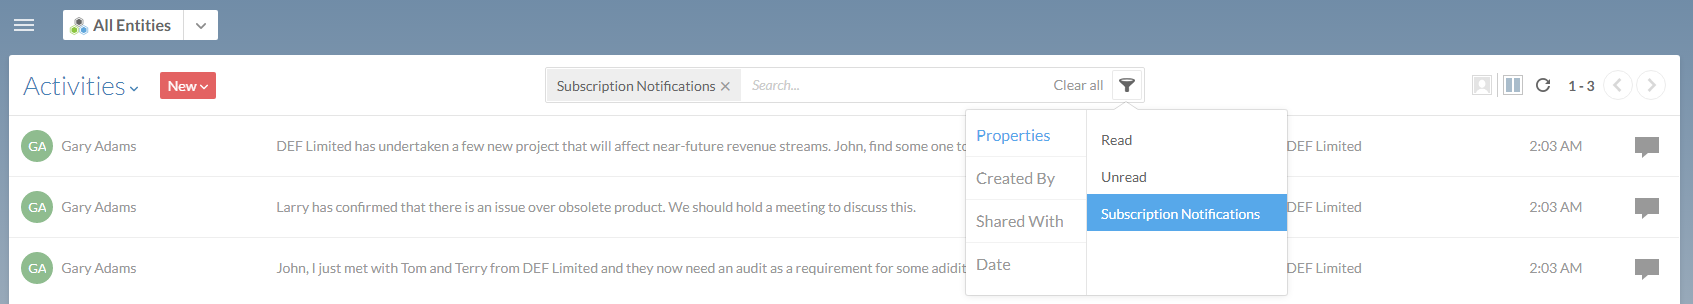 All Entities
Activities
New
Subscription Notifications ×
Search...
Clear all
1 - 3
Properties
Created By
Shared With
Date
Read
Unread
Subscription Notifications
GA Gary Adams DEF Limited has undertaken a few new project that will affect near-future revenue streams. John, find some one to DEF Limited 2:03 AM
GA Gary Adams Larry has confirmed that there is an issue over obsolete product. We should hold a meeting to discuss this. DEF Limited 2:03 AM
GA Gary Adams John, I just met with Tom and Terry from DEF Limited and they now need an audit as a requirement for some adidit DEF Limited 2:03 AM